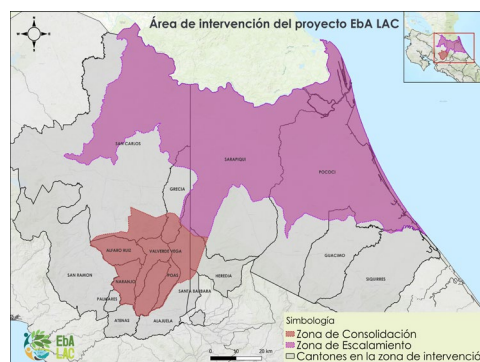 Área de intervención del proyecto EbA LAC
SAN CARLOS
SARAPIQUI
POCOCI
GRECIA
ALFARO RUIZ
VALVERDE VEGA
SAN RAMON
NARANJO
POAS
HEREDIA
GUACIMO
SIQUIRRES
PALMARES
SANTA BARBARA
ATENAS
ALAJUELA
Simbología
Zona de Consolidación
Zona de Escalamiento
Cantones en la zona de intervenció
EbA
LAC
0
10
20 km